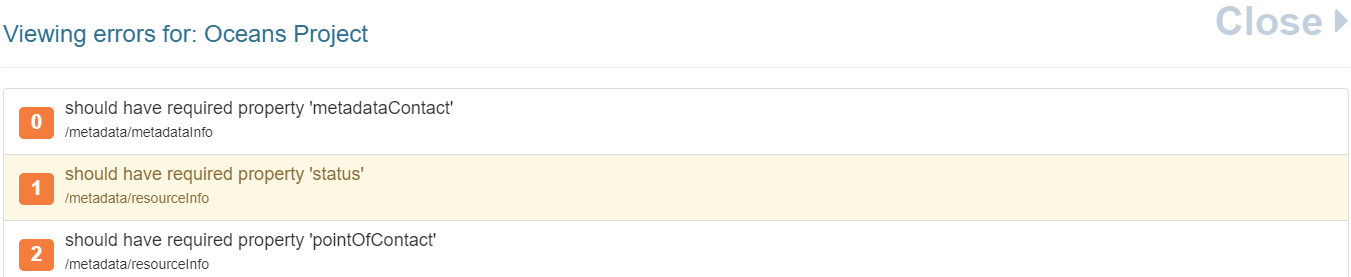 Close
Viewing errors for: Oceans Project
0
should have required property 'metadataContact'
/metadata/metadataInfo
1
should have required property 'status'
/metadata/resourceInfo
2
should have required property 'pointOfContact'
/metadata/resourceInfo